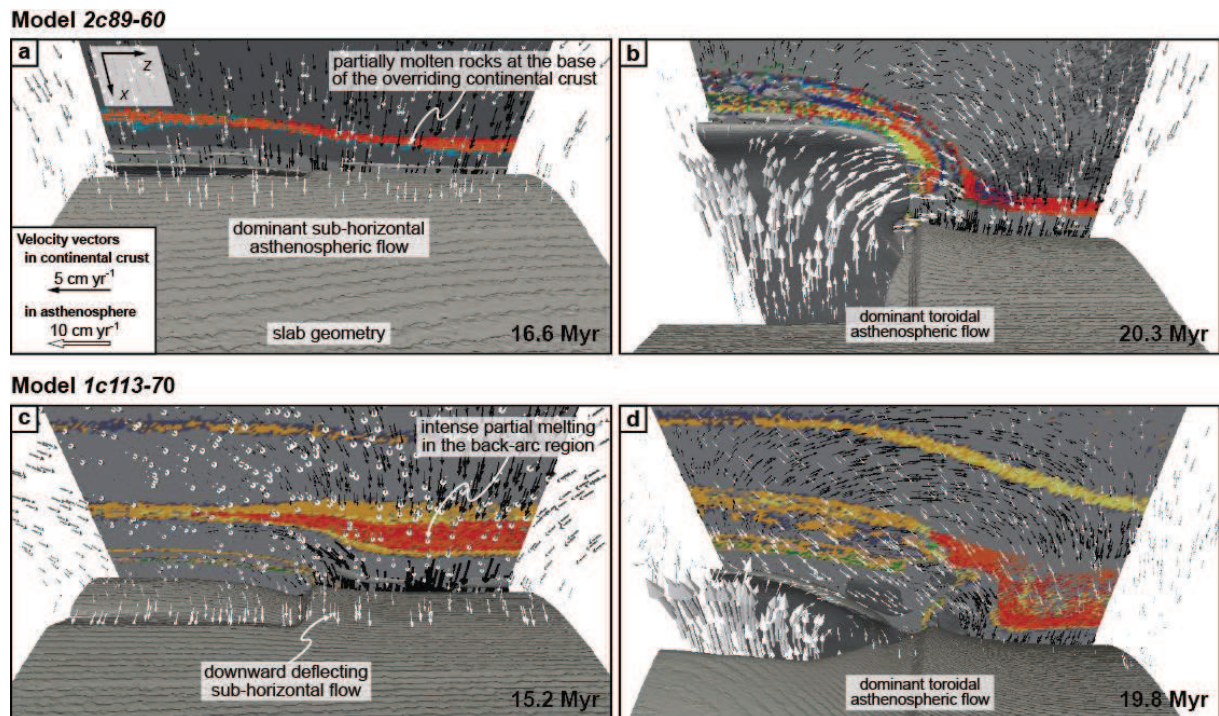 Model 2c89-60
a
z
x
partially molten rocks at the base
of the overriding continental crust
dominant sub-horizontal
asthenospheric flow
Velocity vectors
in continental crust
5 cm yr-1
in asthenosphere
10 cm yr-1
slab geometry
16.6 Myr
b
dominant toroidal
asthenospheric flow
20.3 Myr
Model 1c113-70
c
intense partial melting
in the back-arc region
downward deflecting
sub-horizontal flow
15.2 Myr
d
dominant toroidal
asthenospheric flow
19.8 Myr